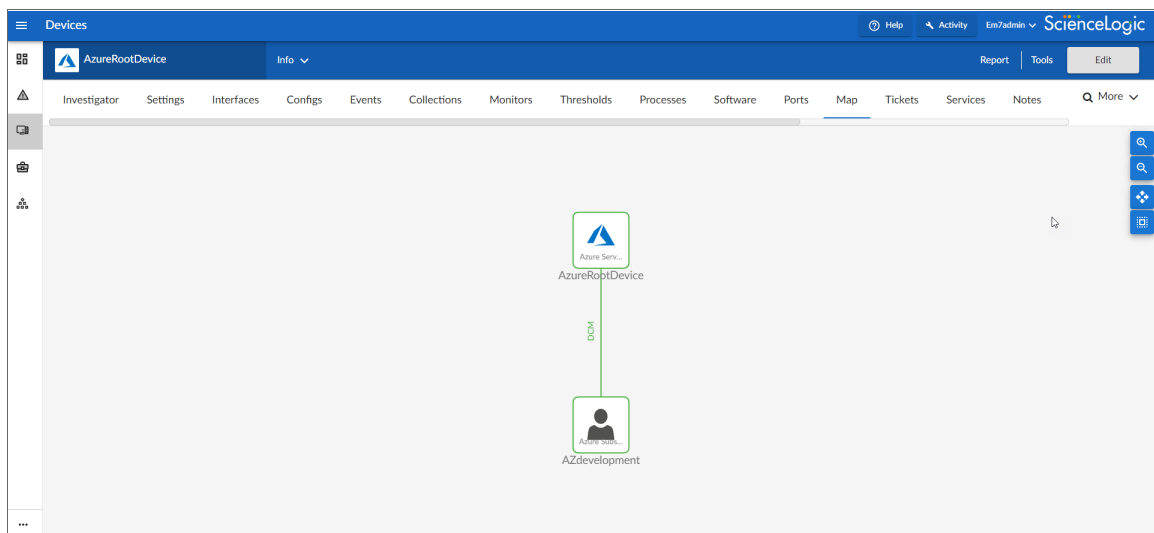 Devices
Help
Activity
Em7admin
ScienceLogic
AzureRootDevice
Info
Report
Tools
Edit
Investigator
Settings
Interfaces
Configs
Events
Collections
Monitors
Thresholds
Processes
Software
Ports
Map
Tickets
Services
Notes
More
Azure Serv...
AzureRootDevice
DCM
Azure Subs...
AZdevelopment